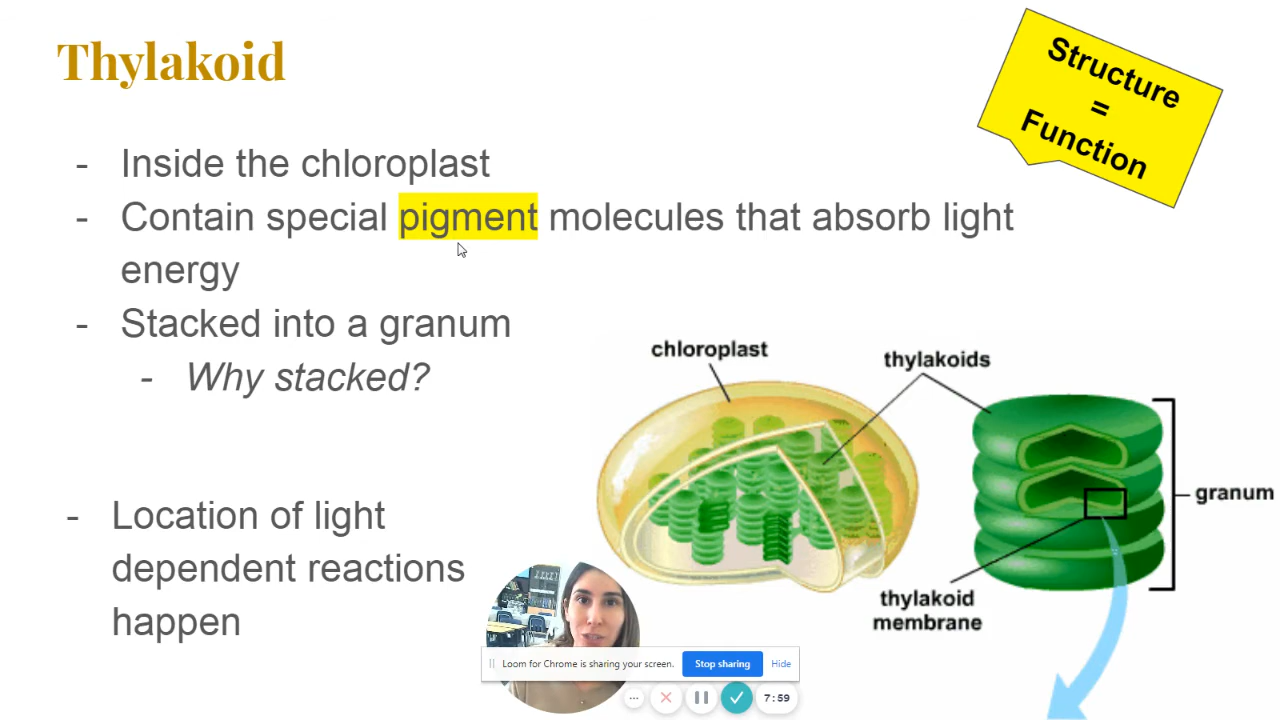 Thylakoid
Structure
=
Function
- Inside the chloroplast
- Contain special pigment molecules that absorb light
energy
- Stacked into a granum
- Why stacked?
- Location of light
dependent reactions
happen
chloroplast
thylakoids
granum
thylakoid
membrane
Loom for Chrome is sharing your screen.
Stop sharing
Hide
7:59